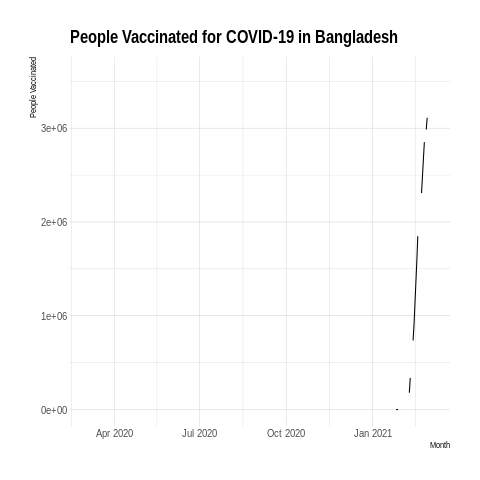 People Vaccinated for COVID-19 in Bangladesh
People Vaccinated
3e+06
2e+06
1e+06
0e+00
Apr 2020 Jul 2020 Oct 2020 Jan 2021
Month